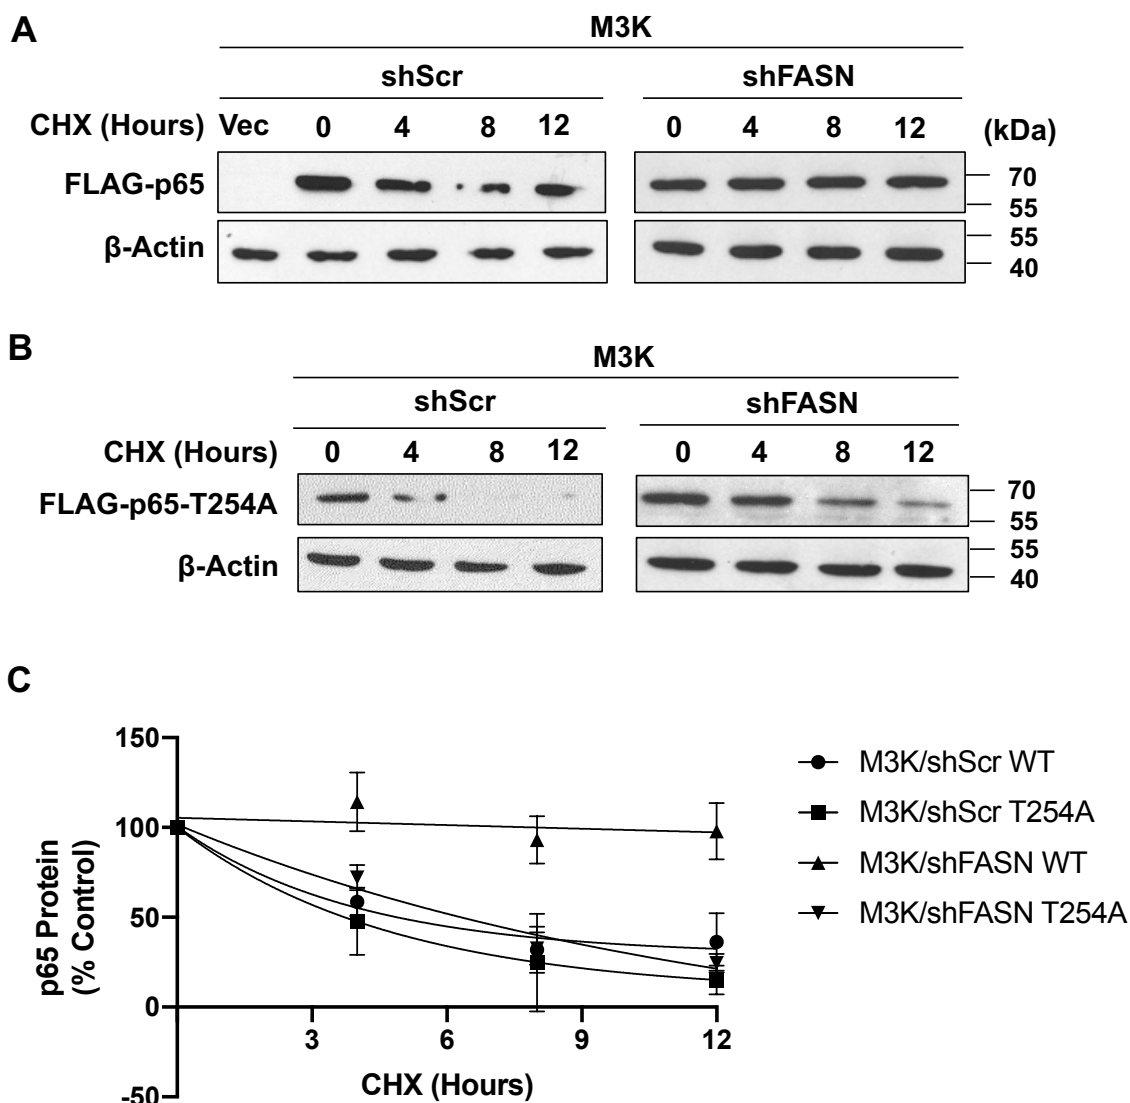 A
M3K
shScr shFASN
CHX (Hours) Vec 0 4 8 12 0 4 8 12 (kDa)
FLAG-p65 70
55
β-Actin 55
40
B
M3K
shScr shFASN
CHX (Hours) 0 4 8 12 0 4 8 12
FLAG-p65-T254A 70
55
β-Actin 55
40
C
150
100
50
0
-50
p65 Protein
(% Control)
3 6 9 12
CHX (Hours)
M3K/shScr WT
M3K/shScr T254A
M3K/shFASN WT
M3K/shFASN T254A